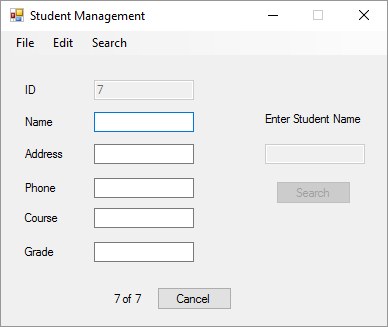 Student Management
File Edit Search
ID 7
Name
Enter Student Name
Address
Phone
Search
Course
Grade
7 of 7 Cancel